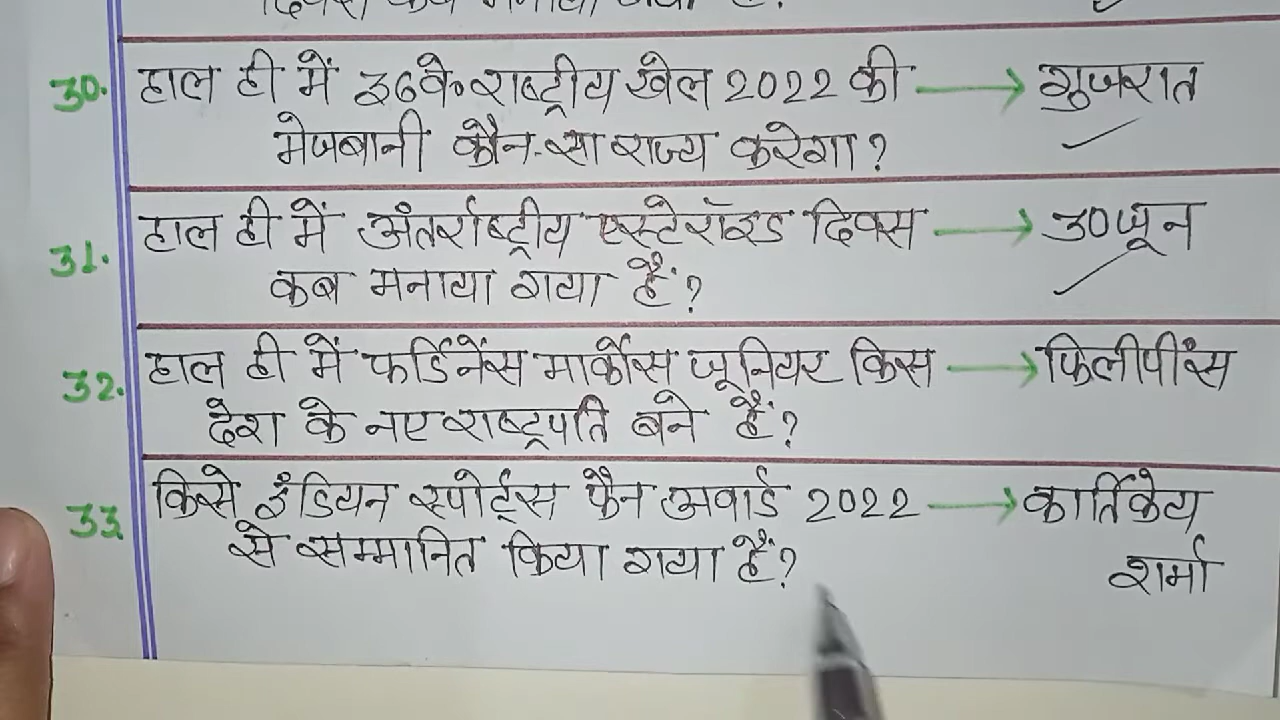 30. हाल ही में 36वें राष्ट्रीय खेल 2022 की → गुजरात
मेजबानी कौन-सा राज्य करेगा?
31. हाल ही में अंतर्राष्ट्रीय एस्टेरॉइड दिवस → 30 जून
कब मनाया गया हैं?
32. हाल ही में फर्डिनेंस मार्कोस जूनियर किस → फिलीपींस
देश के नए राष्ट्रपति बने हैं?
33. किसे इंडियन स्पोर्ट्स फैन अवार्ड 2022 → कार्तिकेय
से सम्मानित किया गया हैं? शर्मा